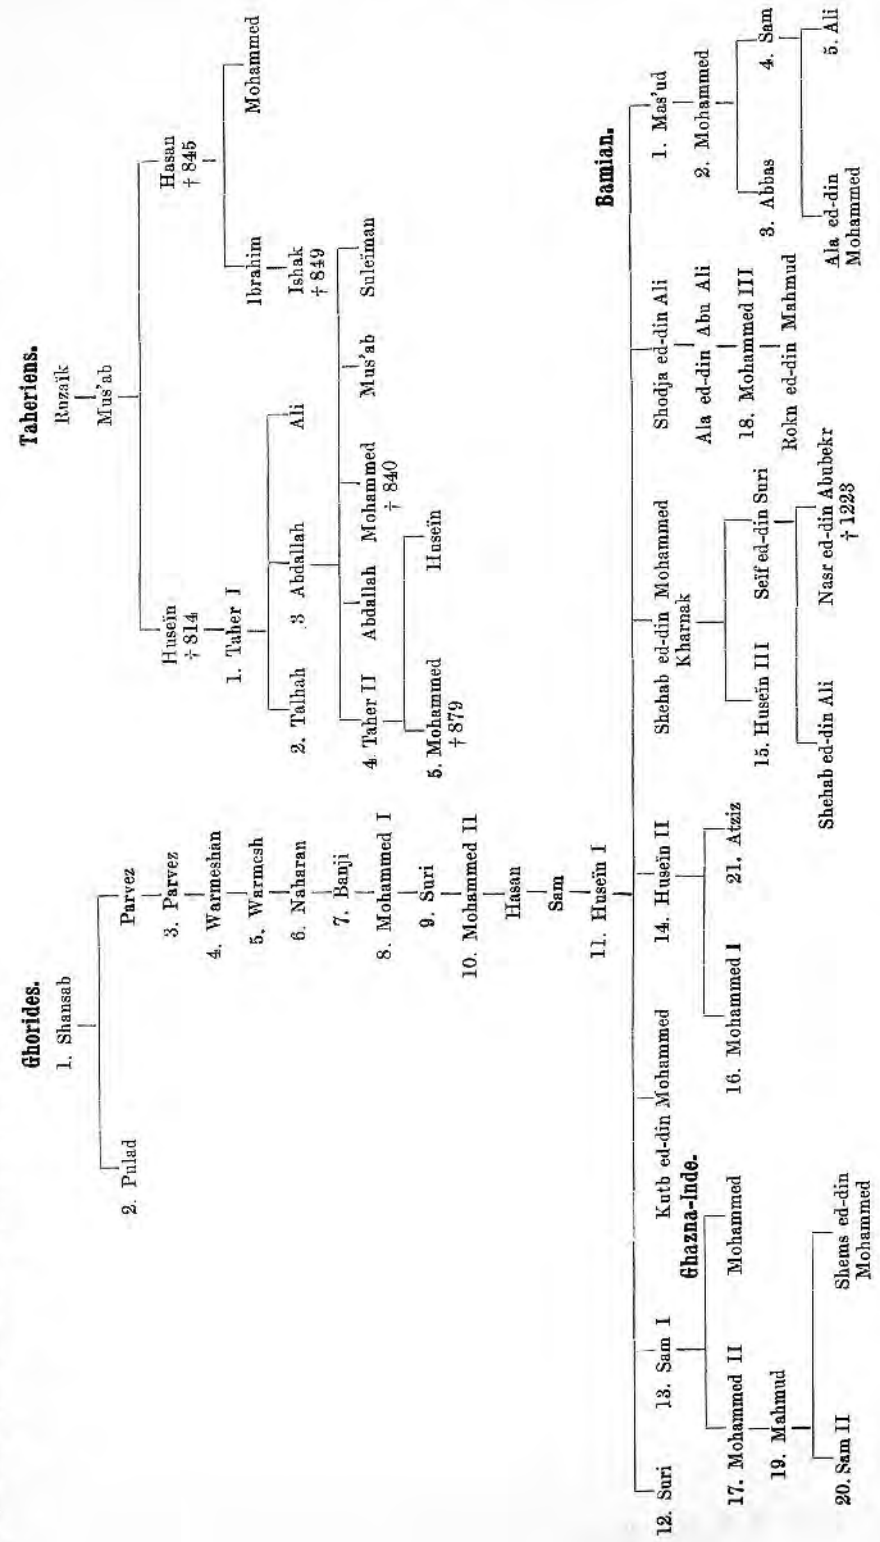 Taheriens.
Ruzaïk
Mus'ab
Huseïn
† 814
Hasan
† 845
1. Taher I
Ibrahim
Mohammed
2. Talhah
3 Abdallah
Ali
Ishak
† 849
4. Taher II
Abdallah
Mohammed
† 840
Mus'ab
Suleïman
5. Mohammed
† 879
Huseïn
Ghorides.
1. Shansab
2. Pulad
Parvez
3. Parvez
4. Warmeshan
5. Warmesh
6. Naharan
7. Banji
8. Mohammed I
9. Suri
10. Mohammed II
Hasan
Sam
11. Huseïn I
Bamian.
12. Suri
13. Sam I
Kutb ed-din Mohammed
14. Huseïn II
Shehab ed-din Mohammed
Kharnak
Shodja ed-din Ali
1. Mas'ud
Ghazna-Inde.
Ala ed-din Abu Ali
2. Mohammed
17. Mohammed II
Mohammed
16. Mohammed I
21. Atziz
15. Huseïn III
Seïf ed-din Suri
18. Mohammed III
3. Abbas
4. Sam
19. Mahmud
Rokn ed-din Mahmud
20. Sam II
Shems ed-din
Mohammed
Shehab ed-din Ali
Nasr ed-din Abubekr
† 1223
Ala ed-din
Mohammed
5. Ali